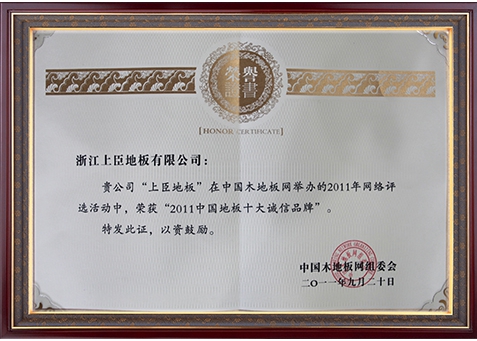 榮譽
證書
[HONOR CERTIFICATE]
浙江上臣地板有限公司：
贵公司“上臣地板”在中国木地板网举办的2011年网络评
选活动中，荣获“2011中国地板十大诚信品牌”。
特发此证，以资鼓励。
中国木地板网组委会
二〇一一年九月二十日